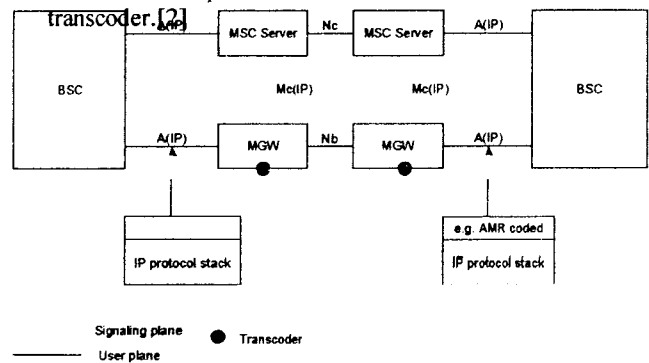 transcoder.[2]
A(IP) MSC Server Nc MSC Server A(IP)
BSC Mc(IP) Mc(IP) BSC
A(IP) MGW Nb MGW A(IP)
e.g. AMR coded
IP protocol stack IP protocol stack
Signaling plane Transcoder
User plane